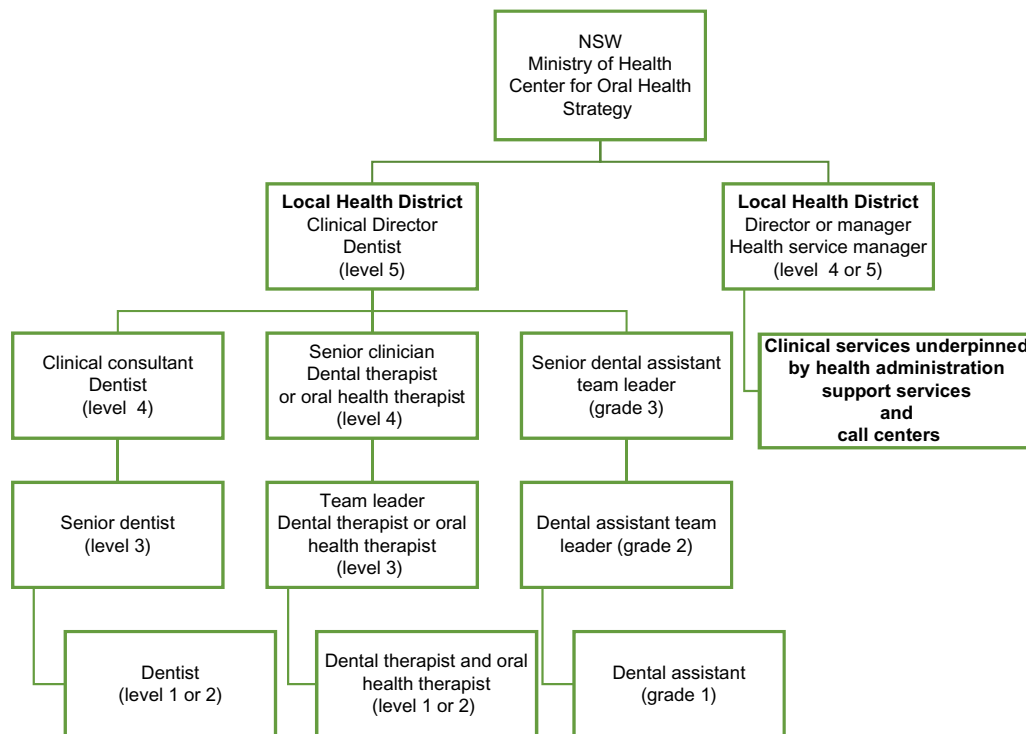 NSW
Ministry of Health
Center for Oral Health
Strategy
Local Health District
Clinical Director
Dentist
(level 5)
Local Health District
Director or manager
Health service manager
(level 4 or 5)
Clinical consultant
Dentist
(level 4)
Senior clinician
Dental therapist
or oral health therapist
(level 4)
Senior dental assistant
team leader
(grade 3)
Clinical services underpinned
by health administration
support services
and
call centers
Senior dentist
(level 3)
Team leader
Dental therapist or oral
health therapist
(level 3)
Dental assistant team
leader (grade 2)
Dentist
(level 1 or 2)
Dental therapist and oral
health therapist
(level 1 or 2)
Dental assistant
(grade 1)